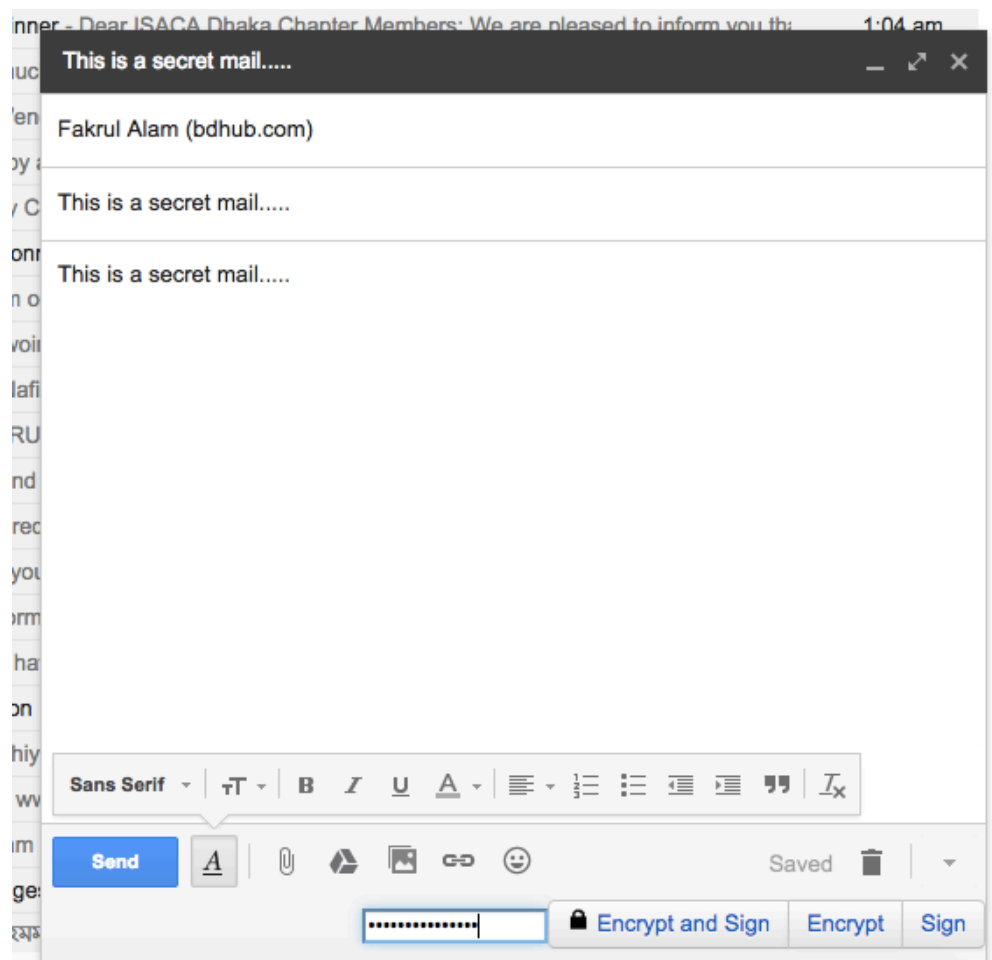 inner - Dear ISACA Dhaka Chapter Members: We are pleased to inform you tha
1:04 am
This is a secret mail.....
Fakrul Alam (bdhub.com)
This is a secret mail.....
This is a secret mail.....
Sans Serif
B I U A
Send A
Saved
Encrypt and Sign Encrypt Sign